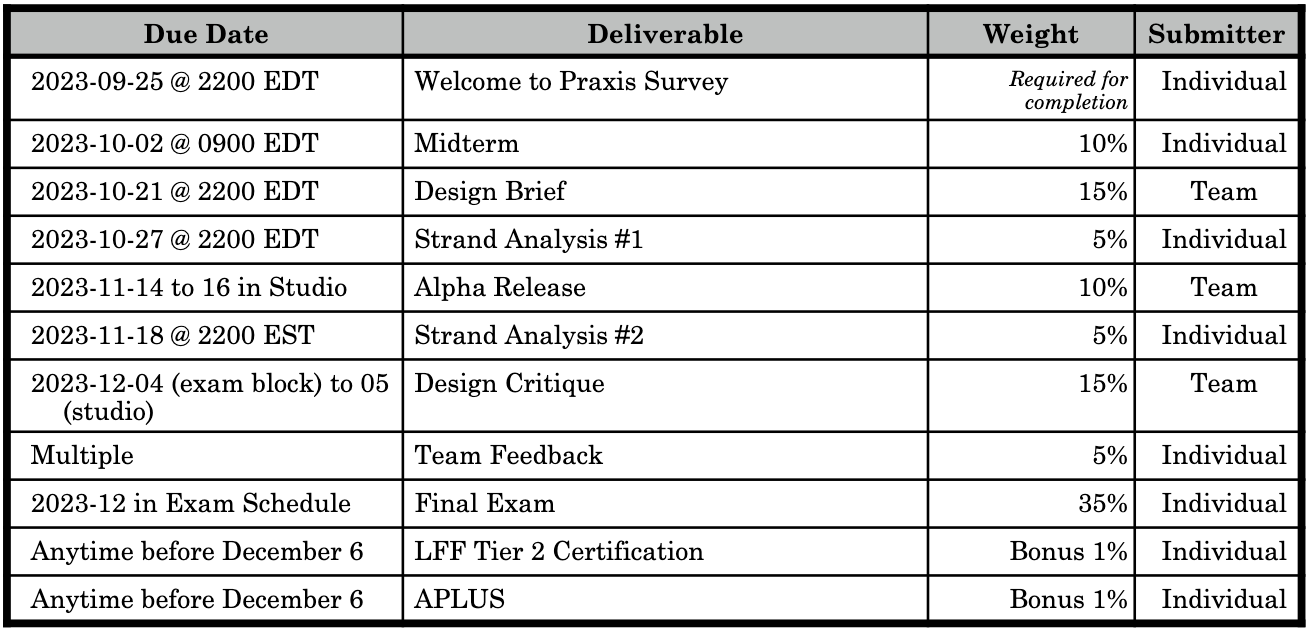 Due Date Deliverable Weight Submitter
2023-09-25 @ 2200 EDT Welcome to Praxis Survey Required for Individual
completion
2023-10-02 @ 0900 EDT Midterm 10% Individual
2023-10-21 @ 2200 EDT Design Brief 15% Team
2023-10-27 @ 2200 EDT Strand Analysis #1 5% Individual
2023-11-14 to 16 in Studio Alpha Release 10% Team
2023-11-18 @ 2200 EST Strand Analysis #2 5% Individual
2023-12-04 (exam block) to 05 Design Critique 15% Team
(studio)
Multiple Team Feedback 5% Individual
2023-12 in Exam Schedule Final Exam 35% Individual
Anytime before December 6 LFF Tier 2 Certification Bonus 1% Individual
Anytime before December 6 APLUS Bonus 1% Individual